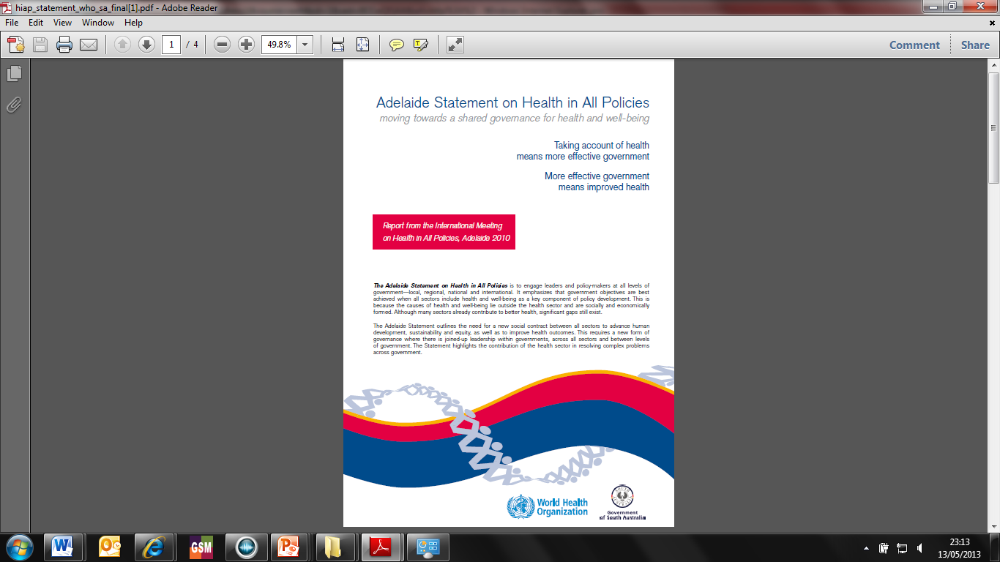 hiap_statement_who_sa_final[1].pdf - Adobe Reader
File Edit View Window Help
1 / 4 49.8% Comment Share
Adelaide Statement on Health in All Policies
moving towards a shared governance for health and well-being
Taking account of health
means more effective government
More effective government
means improved health
Report from the International Meeting
on Health in All Policies, Adelaide 2010
The Adelaide Statement on Health in All Policies is to engage leaders and policy-makers at all levels of
government—local, regional, national and international. It emphasizes that government objectives are best
achieved when all sectors include health and well-being as a key component of policy development. This is
because the causes of health and well-being lie outside the health sector and are socially and economically
formed. Although many sectors already contribute to better health, significant gaps still exist.
The Adelaide Statement outlines the need for a new social contract between all sectors to advance human
development, sustainability and equity, as well as to improve health outcomes. This requires a new form of
governance where there is joined-up leadership within governments, across all sectors and between levels
of government. The Statement highlights the contribution of the health sector in resolving complex problems
across government.
World Health
Organization
SOUTH AUSTRALIA
Government
of South Australia
GSM
23:13
13/05/2013